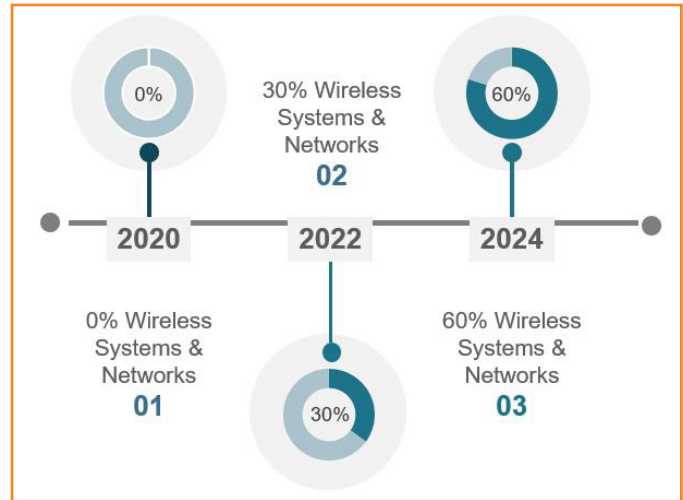 0%
30% Wireless
Systems &
Networks
02
60%
2020
2022
2024
0% Wireless
Systems &
Networks
01
30%
60% Wireless
Systems &
Networks
03